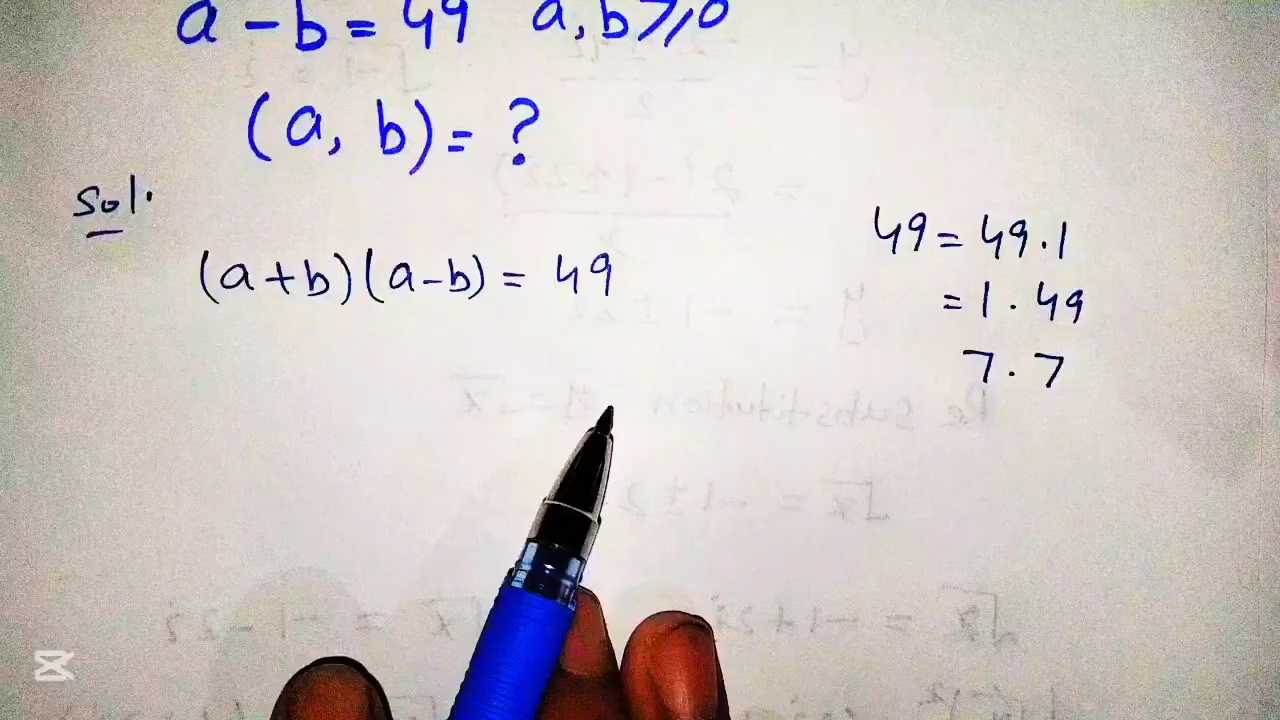 a - b = 49 a, b ≥ 0
(a, b) = ?
Sol.
(a+b)(a-b) = 49
49 = 49.1
= 1 . 49
7 . 7